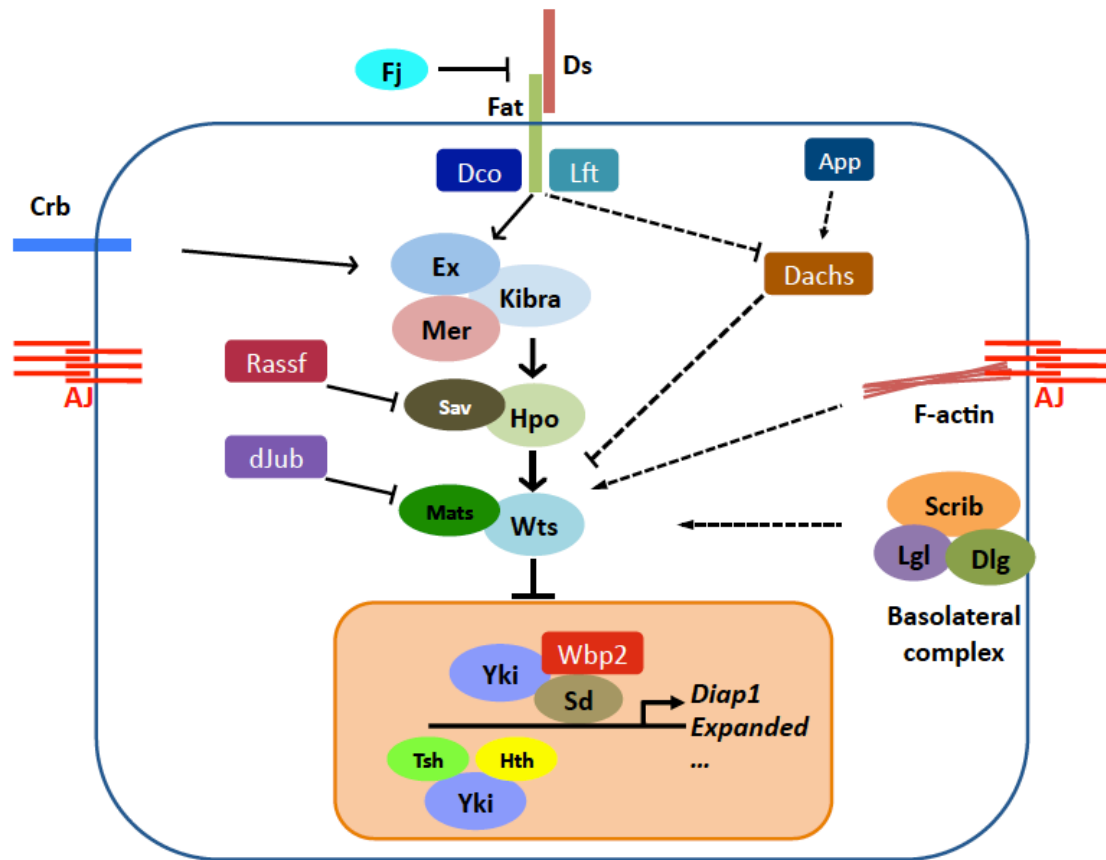 Fj
Ds
Fat
Dco
Lft
App
Crb
Ex
Kibra
Dachs
Mer
Rassf
AJ
Sav
Hpo
F-actin
AJ
dJub
Mats
Wts
Scrib
Lgl
Dlg
Basolateral
complex
Wbp2
Yki
Sd
Diap1
Expanded
...
Tsh
Hth
Yki